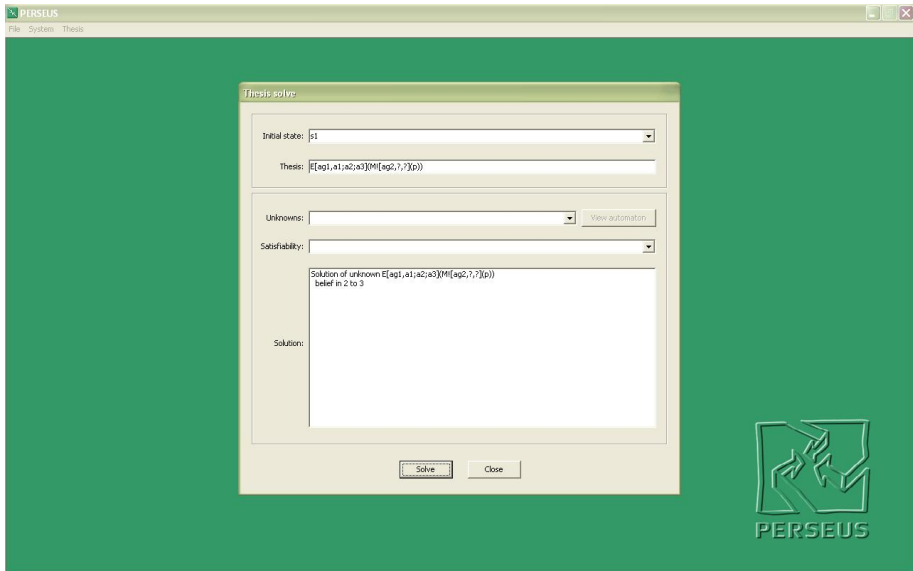 PERSEUS
File System Thesis
Thesis solve
Initial state: s1
Thesis: E[ag1,a1;a2;a3](M![ag2,?,?](p))
Unknowns: View automaton
Satisfiability:
Solution of unknown E[ag1,a1;a2;a3](M![ag2,?,?](p))
belief in 2 to 3
Solution:
Solve Close
PERSEUS